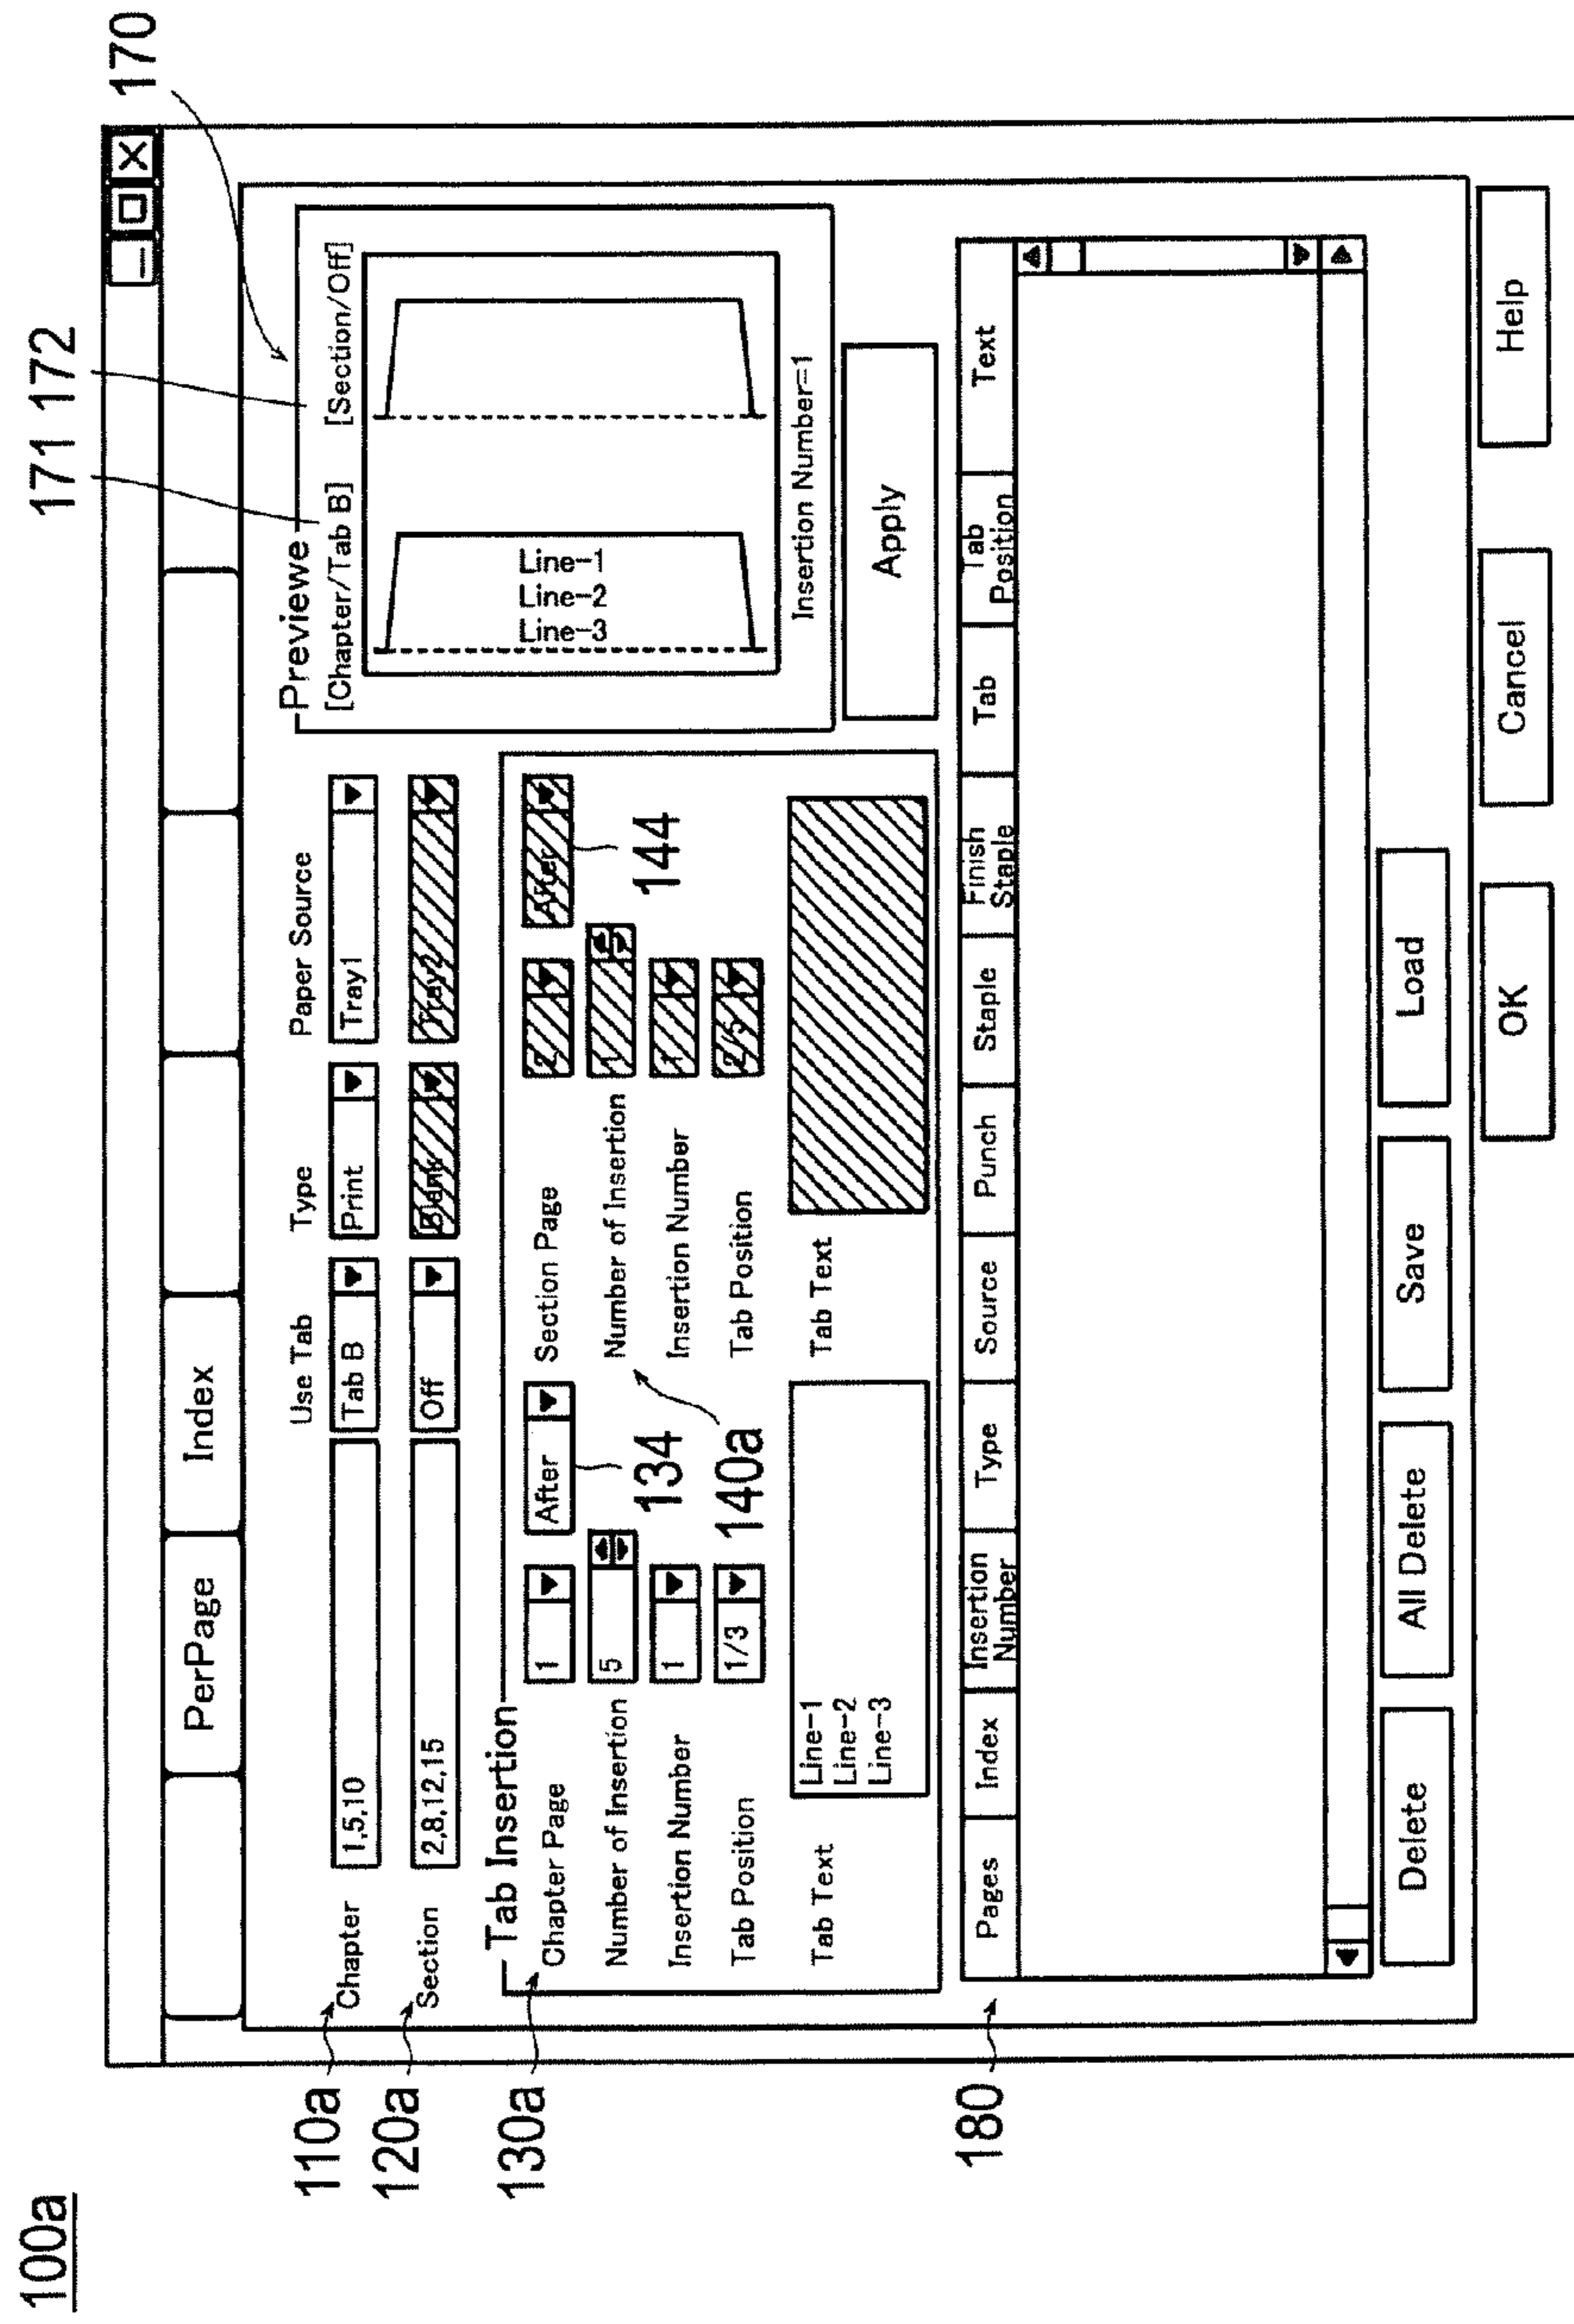 100a
171 172
170
PerPage
Index
Use Tab
Type
Paper Source
110a
Chapter
1,5,10
Tab B
Print
Tray1
120a
Section
2,8,12,15
Off
Blank
Tray2
Previewe
[Chapter/Tab B]
[Section/Off]
Line-1
Line-2
Line-3
Insertion Number=1
Apply
Tab Insertion
130a
Chapter Page
1
After
Section Page
2
After
Number of Insertion
5
134
Number of Insertion
1
144
Insertion Number
1
Insertion Number
1
Tab Position
1/3
140a
Tab Position
2/5
Tab Text
Line-1
Line-2
Line-3
Tab Text
180
Pages
Index
Insertion
Number
Type
Source
Punch
Staple
Finish
Staple
Tab
Tab
Position
Text
Delete
All Delete
Save
Load
OK
Cancel
Help